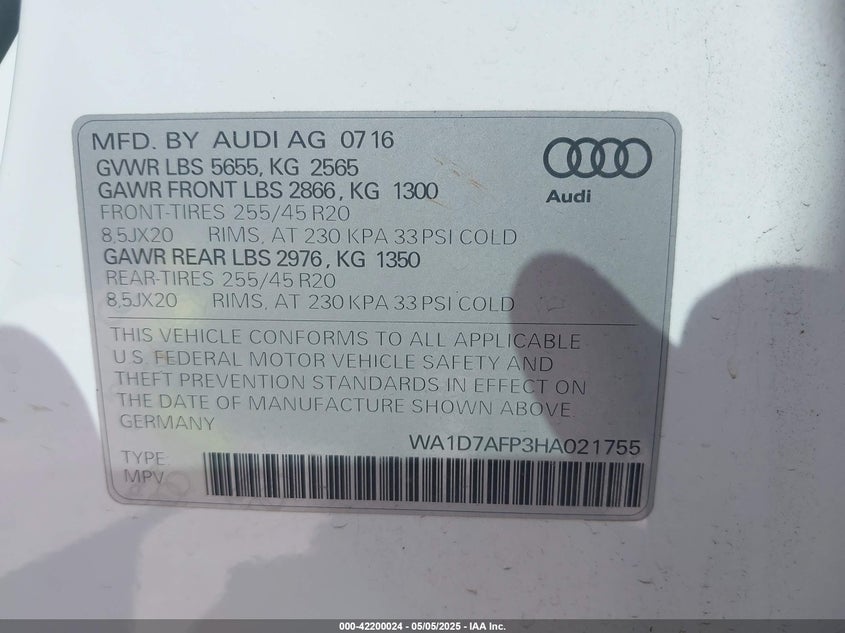 MFD. BY AUDI AG 0716
GVWR LBS 5655, KG 2565
GAWR FRONT LBS 2866, KG 1300
FRONT-TIRES 255/45 R20
8,5JX20 RIMS, AT 230 KPA 33 PSI COLD
GAWR REAR LBS 2976, KG 1350
REAR-TIRES 255/45 R20
8,5JX20 RIMS, AT 230 KPA 33 PSI COLD
Audi
THIS VEHICLE CONFORMS TO ALL APPLICABLE
U.S. FEDERAL MOTOR VEHICLE SAFETY AND
THEFT PREVENTION STANDARDS IN EFFECT ON
THE DATE OF MANUFACTURE SHOWN ABOVE.
GERMANY
WA1D7AFP3HA021755
TYPE:
MPV
000-42200024 - 05/05/2025 - IAA Inc.